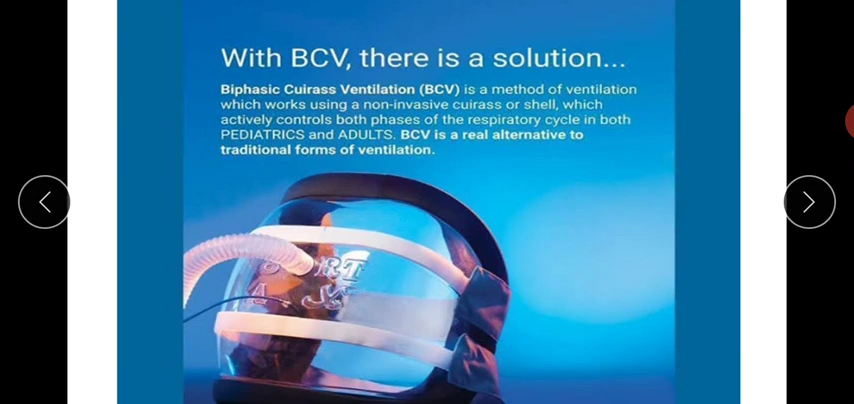 With BCV, there is a solution...
Biphasic Cuirass Ventilation (BCV) is a method of ventilation
which works using a non-invasive cuirass or shell, which
actively controls both phases of the respiratory cycle in both
PEDIATRICS and ADULTS. BCV is a real alternative to
traditional forms of ventilation.